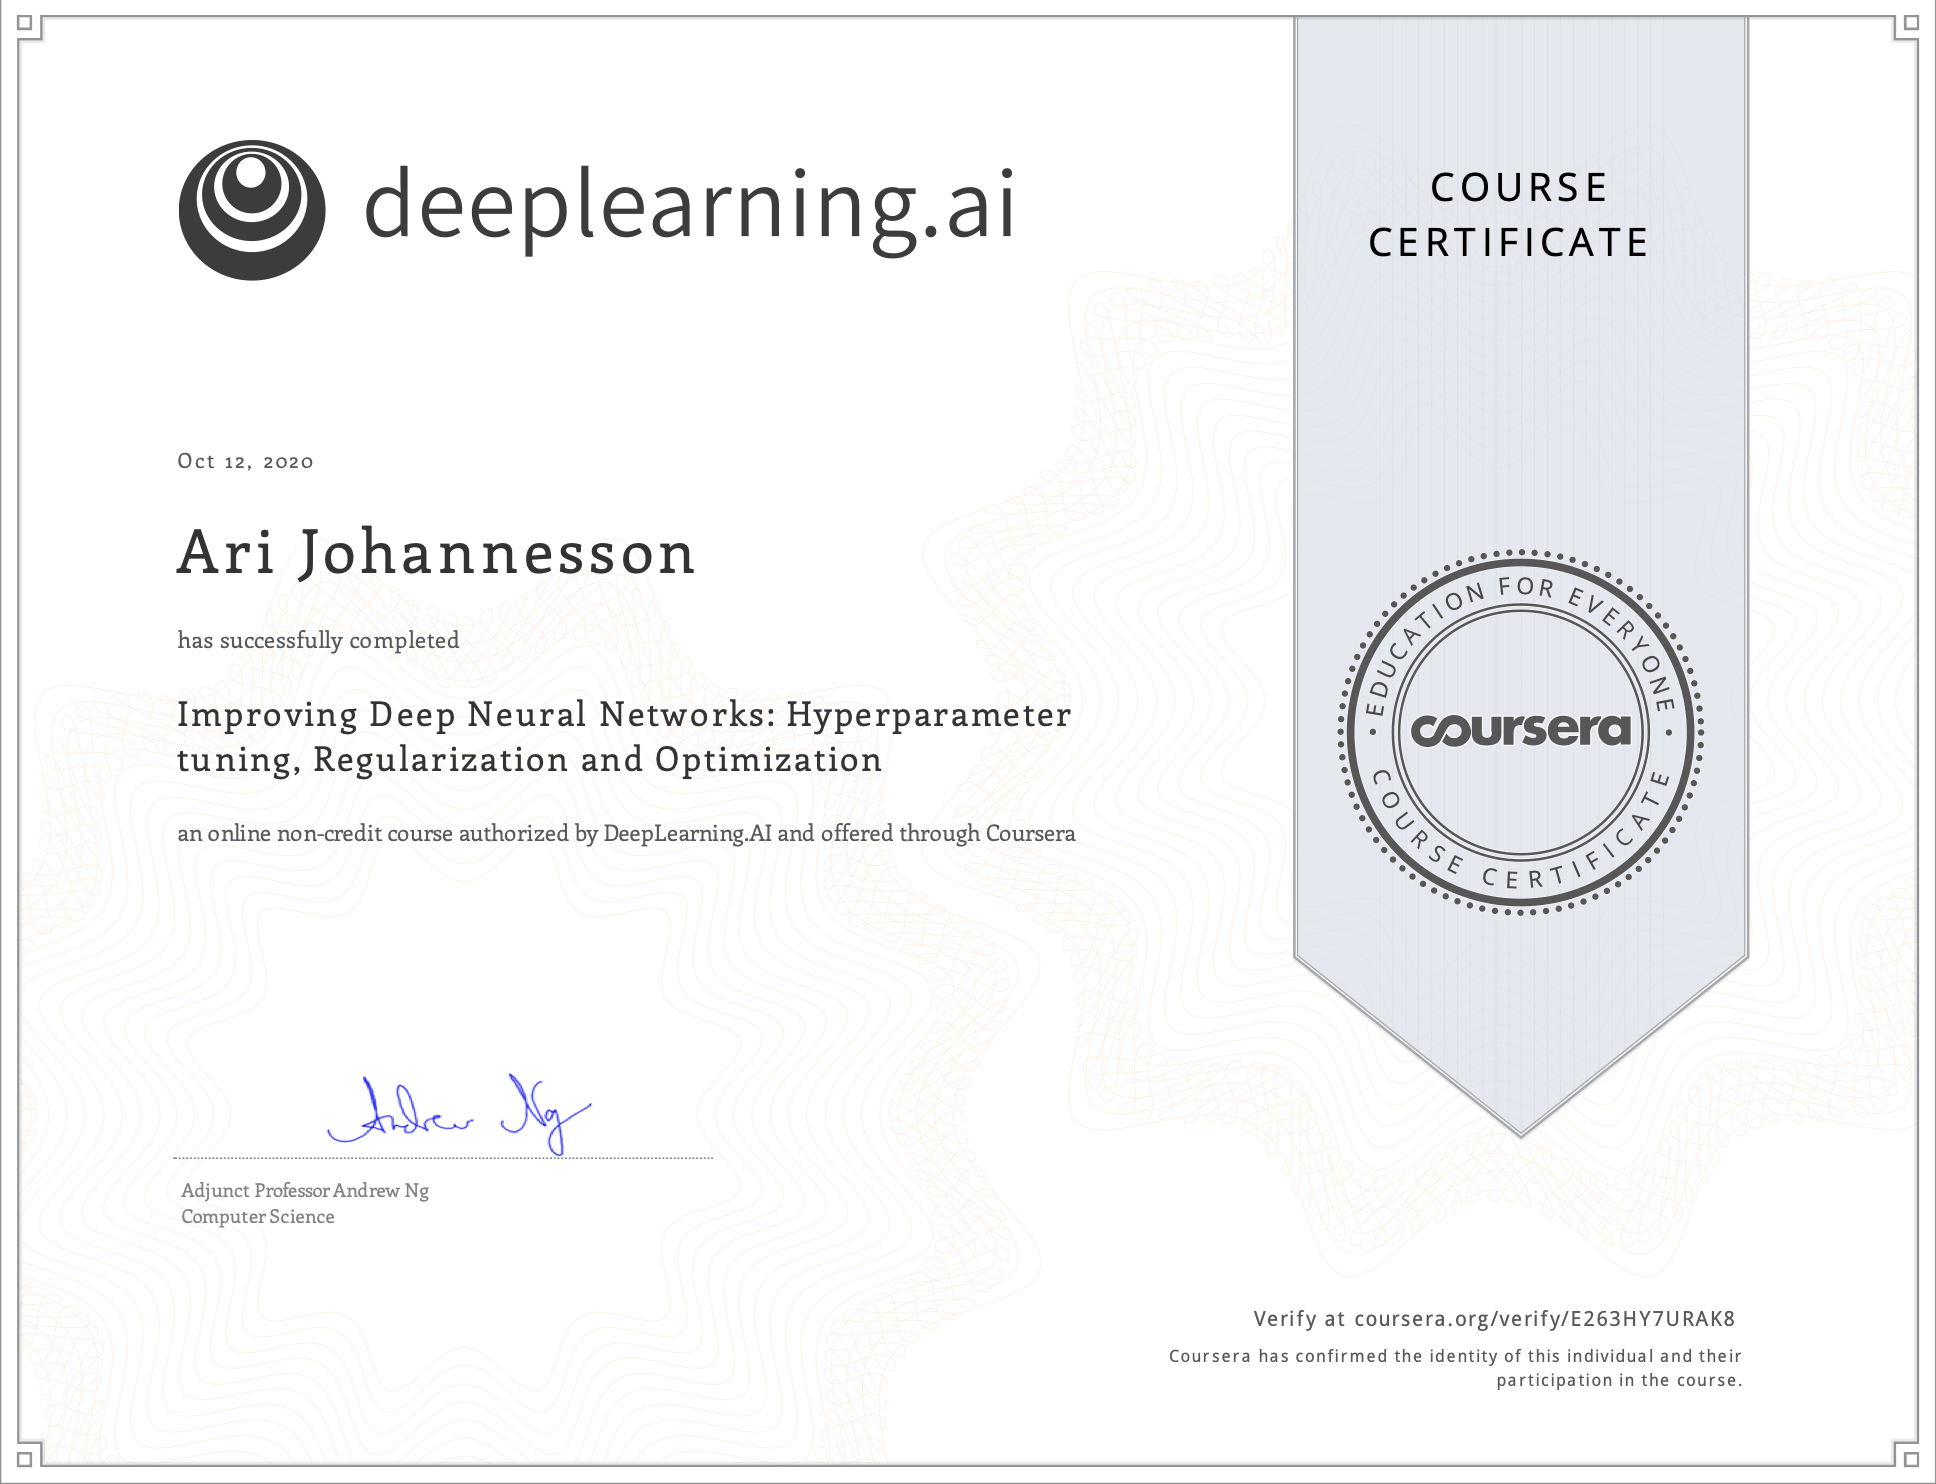 deeplearning.ai
COURSE
CERTIFICATE
Oct 12, 2020
Ari Johannesson
has successfully completed
Improving Deep Neural Networks: Hyperparameter
tuning, Regularization and Optimization
an online non-credit course authorized by DeepLearning.AI and offered through Coursera
EDUCATION FOR EVERYONE
coursera
COURSE CERTIFICATE
Andrew Ng
Adjunct Professor Andrew Ng
Computer Science
Verify at coursera.org/verify/E263HY7URAK8
Coursera has confirmed the identity of this individual and their
participation in the course.